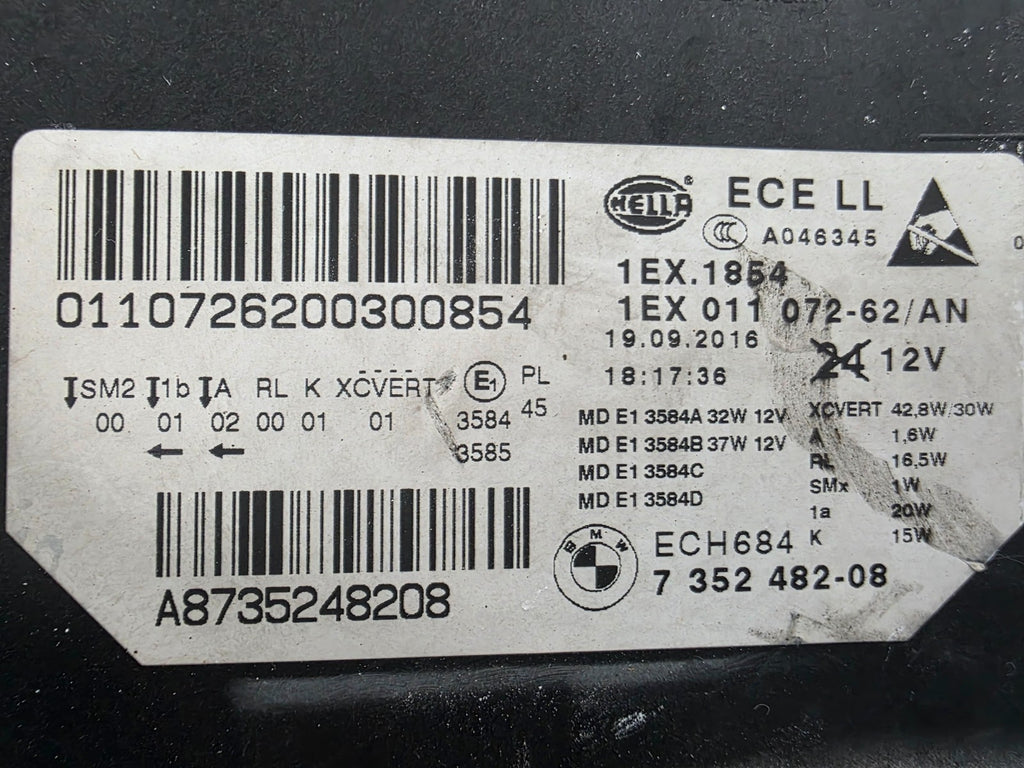 0110726200300854
SM2 1b A RL K XCVERT E1 PL
00 01 02 00 01 01 3584 45
3585
A8735248208
HELLA ® ECE LL
CCC A046345
1EX.1854
1EX 011 072-62/AN
19.09.2016 24 12V
18:17:36
MD E1 3584A 32W 12V XCVERT 42,8W/30W
MD E1 3584B 37W 12V A 1,6W
MD E1 3584C RL 16,5W
MD E1 3584D SMx 1W
1a 20W
BMW ECH684 K 15W
7 352 482-08